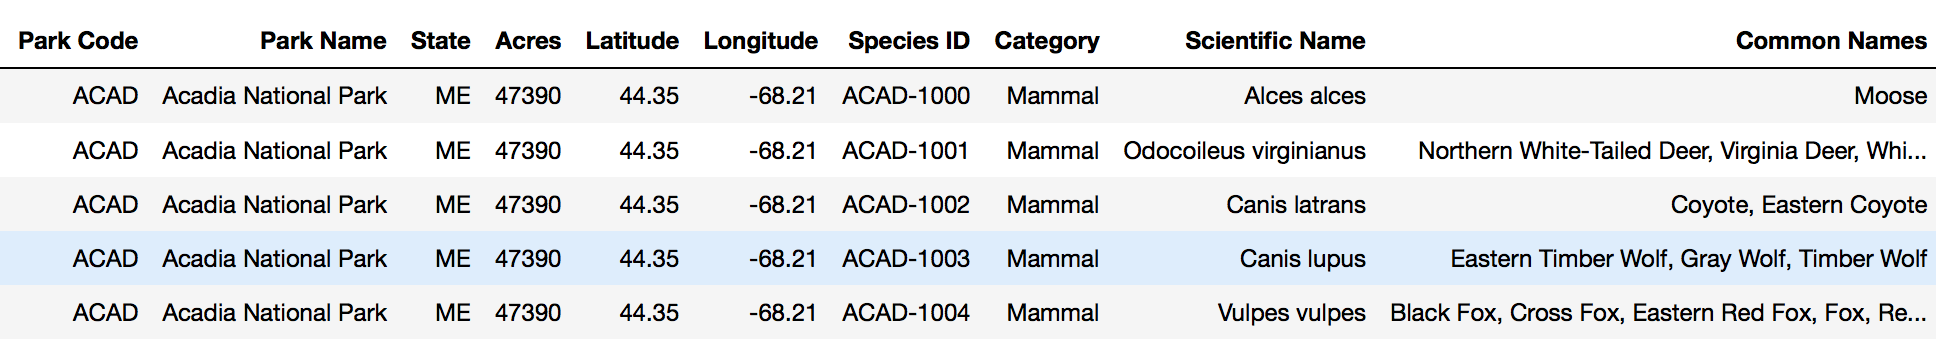 Park Code Park Name State Acres Latitude Longitude Species ID Category Scientific Name Common Names
ACAD Acadia National Park ME 47390 44.35 -68.21 ACAD-1000 Mammal Alces alces Moose
ACAD Acadia National Park ME 47390 44.35 -68.21 ACAD-1001 Mammal Odocoileus virginianus Northern White-Tailed Deer, Virginia Deer, Whi...
ACAD Acadia National Park ME 47390 44.35 -68.21 ACAD-1002 Mammal Canis latrans Coyote, Eastern Coyote
ACAD Acadia National Park ME 47390 44.35 -68.21 ACAD-1003 Mammal Canis lupus Eastern Timber Wolf, Gray Wolf, Timber Wolf
ACAD Acadia National Park ME 47390 44.35 -68.21 ACAD-1004 Mammal Vulpes vulpes Black Fox, Cross Fox, Eastern Red Fox, Fox, Re...